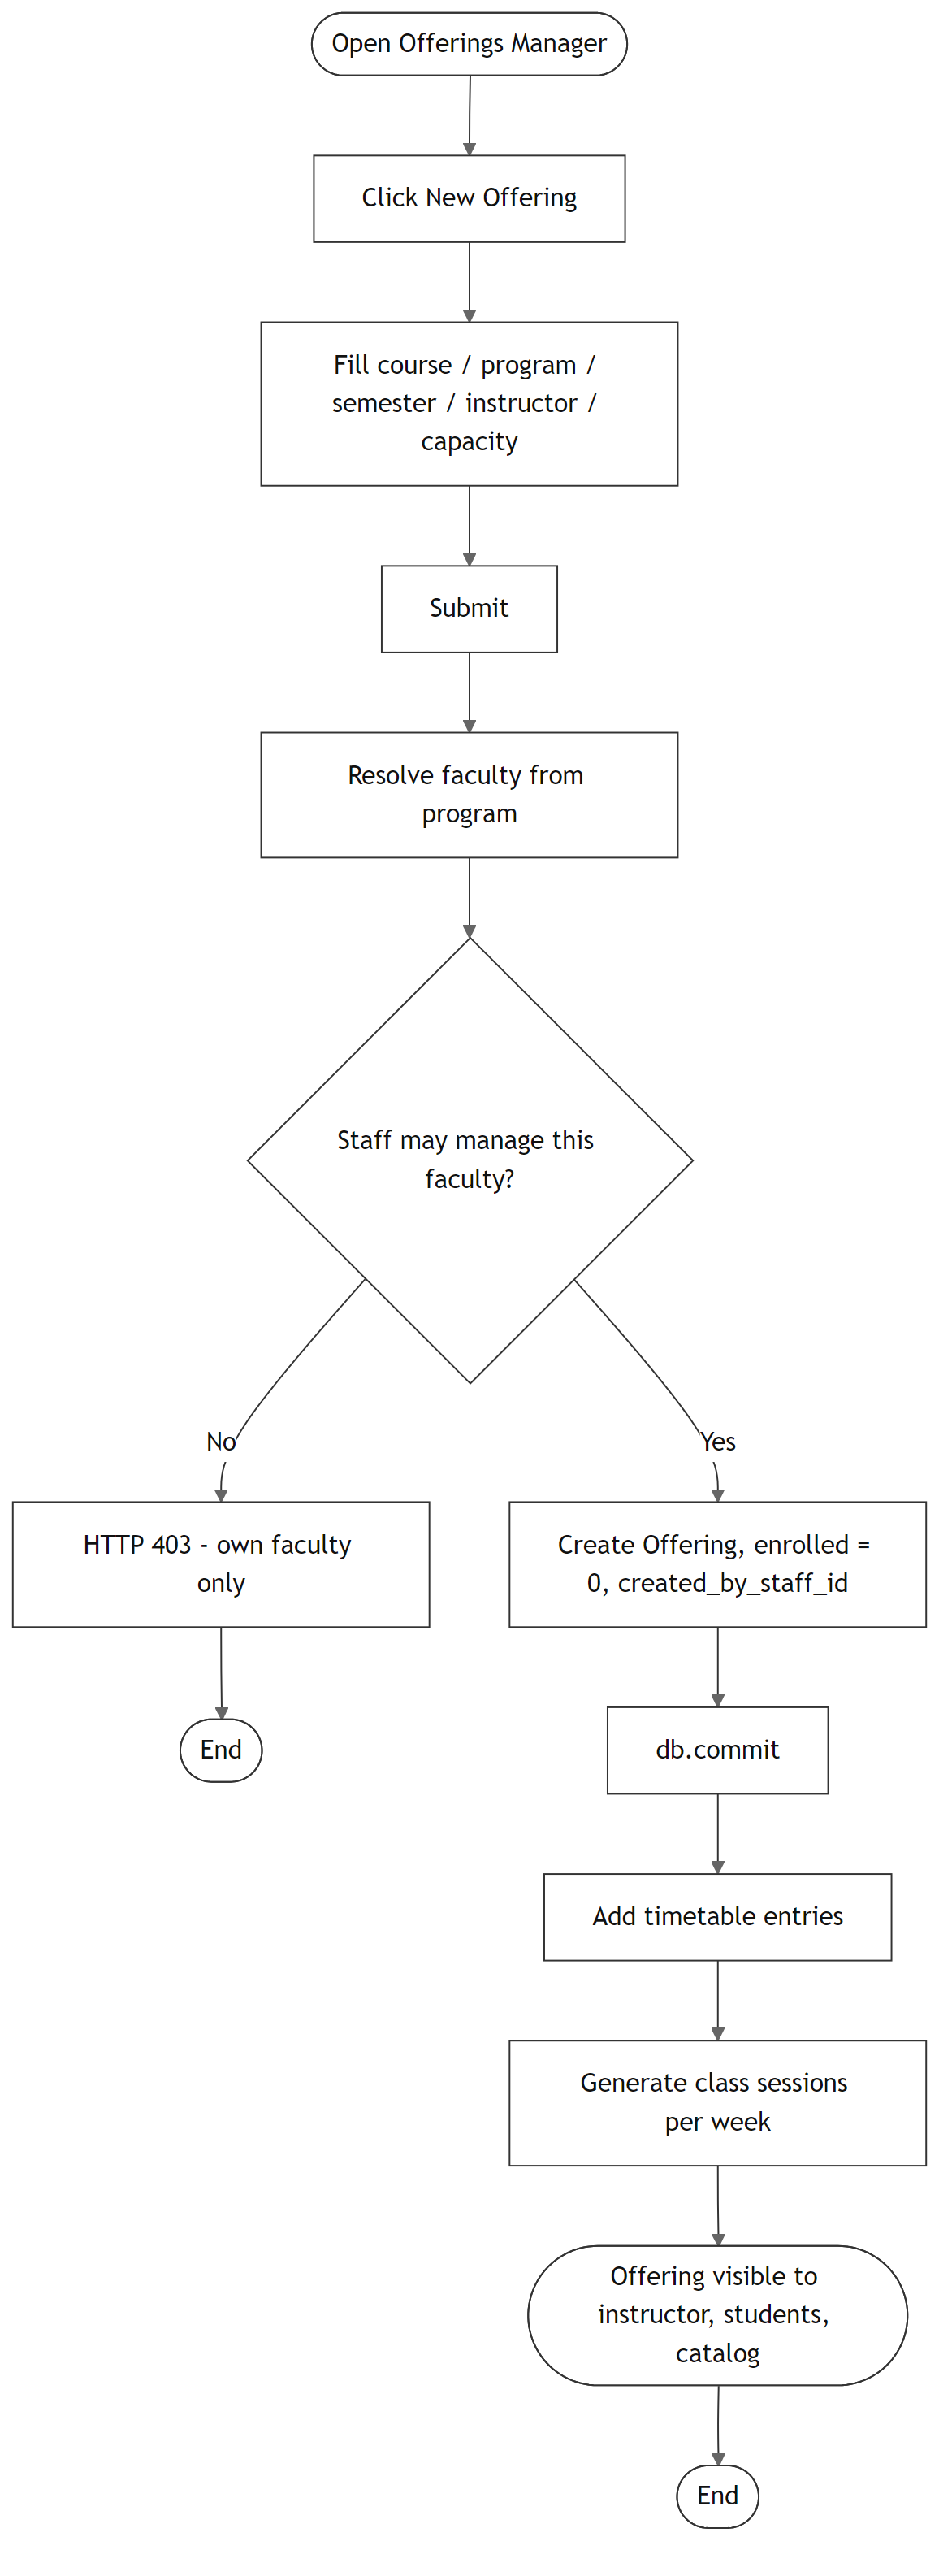 Open Offerings Manager
Click New Offering
Fill course / program /
semester / instructor /
capacity
Submit
Resolve faculty from
program
Staff may manage this
faculty?
No
Yes
HTTP 403 - own faculty
only
Create Offering, enrolled =
0, created_by_staff_id
End
db.commit
Add timetable entries
Generate class sessions
per week
Offering visible to
instructor, students,
catalog
End